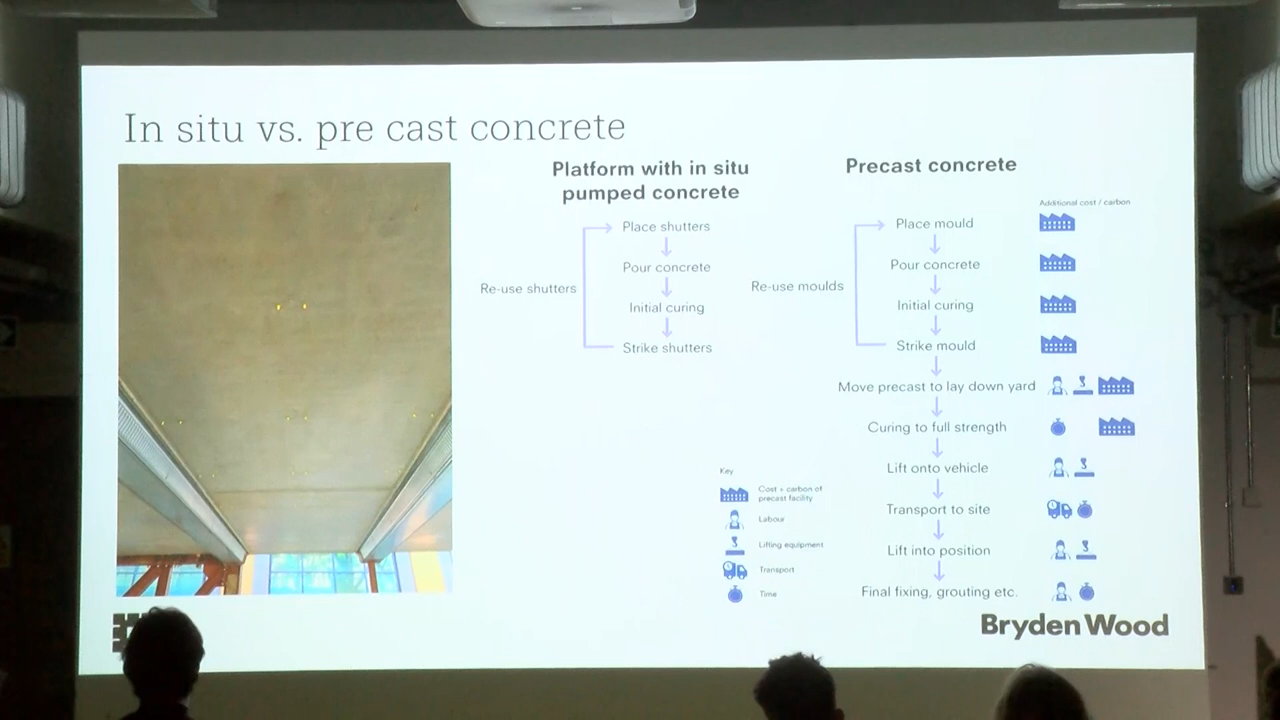 In situ vs. pre cast concrete
Platform with in situ
pumped concrete
Place shutters
Pour concrete
Initial curing
Strike shutters
Re-use shutters
Precast concrete
Additional cost / carbon
Place mould
Pour concrete
Initial curing
Strike mould
Re-use moulds
Move precast to lay down yard
Curing to full strength
Lift onto vehicle
Transport to site
Lift into position
Final fixing, grouting etc.
Key
Cost + carbon of
precast facility
Labour
Lifting equipment
Transport
Time
Bryden Wood